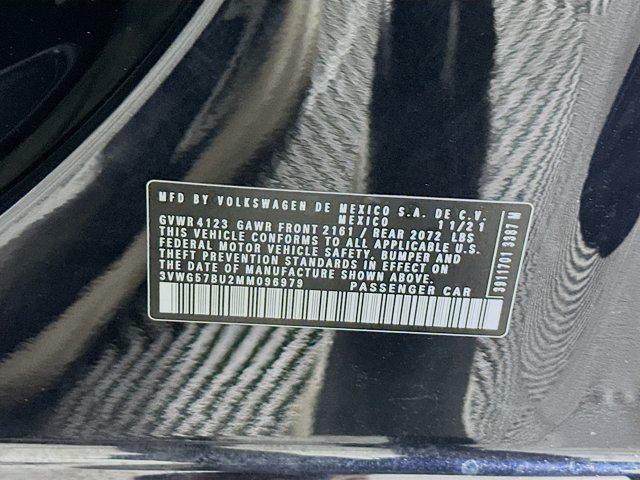 MFD BY VOLKSWAGEN DE MEXICO S.A. DE C.V.
MEXICO 11/21
GVWR 4123 GAWR FRONT 2161 / REAR 2072 LBS
THIS VEHICLE CONFORMS TO ALL APPLICABLE U.S.
FEDERAL MOTOR VEHICLE SAFETY, BUMPER AND
THEFT PREVENTION STANDARDS IN EFFECT ON
THE DATE OF MANUFACTURE SHOWN ABOVE.
3VWG57BU2MM096979 PASSENGER CAR
3911701 3387 M